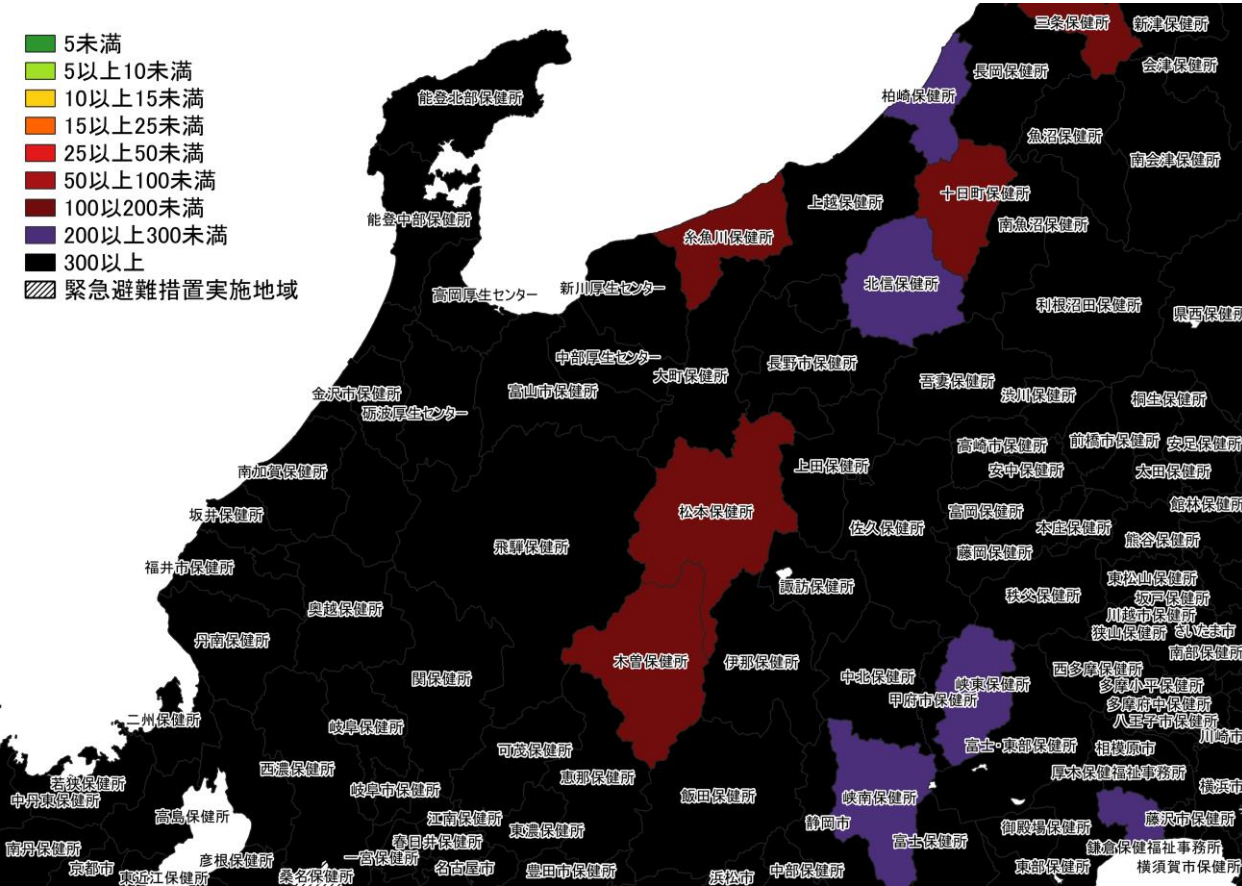 5未満
5以上10未満
10以上15未満
15以上25未満
25以上50未満
50以上100未満
100以200未満
200以上300未満
300以上
緊急避難措置実施地域
三条保健所
新津保健所
会津保健所
長岡保健所
柏崎保健所
能登北部保健所
魚沼保健所
南会津保健所
十日町保健所
上越保健所
能登中部保健所
南魚沼保健所
糸魚川保健所
北信保健所
新川厚生センター
高岡厚生センター
利根沼田保健所
県西保健所
中部厚生センター
長野市保健所
大町保健所
吾妻保健所
富山市保健所
金沢市保健所
渋川保健所
桐生保健所
砺波厚生センター
高崎市保健所
前橋市保健所
安足保健所
上田保健所
安中保健所
太田保健所
南加賀保健所
館林保健所
松本保健所
富岡保健所
坂井保健所
佐久保健所
本庄保健所
熊谷保健所
飛騨保健所
藤岡保健所
福井市保健所
東松山保健所
諏訪保健所
秩父保健所
坂戸保健所
奥越保健所
川越市保健所
狭山保健所
さいたま市
丹南保健所
南部保健所
木曽保健所
伊那保健所
西多摩保健所
中北保健所
関保健所
峡東保健所
多摩小平保健所
甲府市保健所
多摩府中保健所
二州保健所
八王子市保健所
岐阜保健所
川崎市
可茂保健所
富士・東部保健所
相模原市
西濃保健所
恵那保健所
厚木保健福祉事務所
若狭保健所
岐阜市保健所
飯田保健所
峡南保健所
横浜市
中丹東保健所
高島保健所
江南保健所
静岡市
藤沢市保健所
東濃保健所
御殿場保健所
春日井保健所
富士保健所
南丹保健所
鎌倉保健福祉事務所
一宮保健所
彦根保健所
京都市
名古屋市
豊田市保健所
中部保健所
東部保健所
横須賀市保健所
東近江保健所
桑名保健所
浜松市